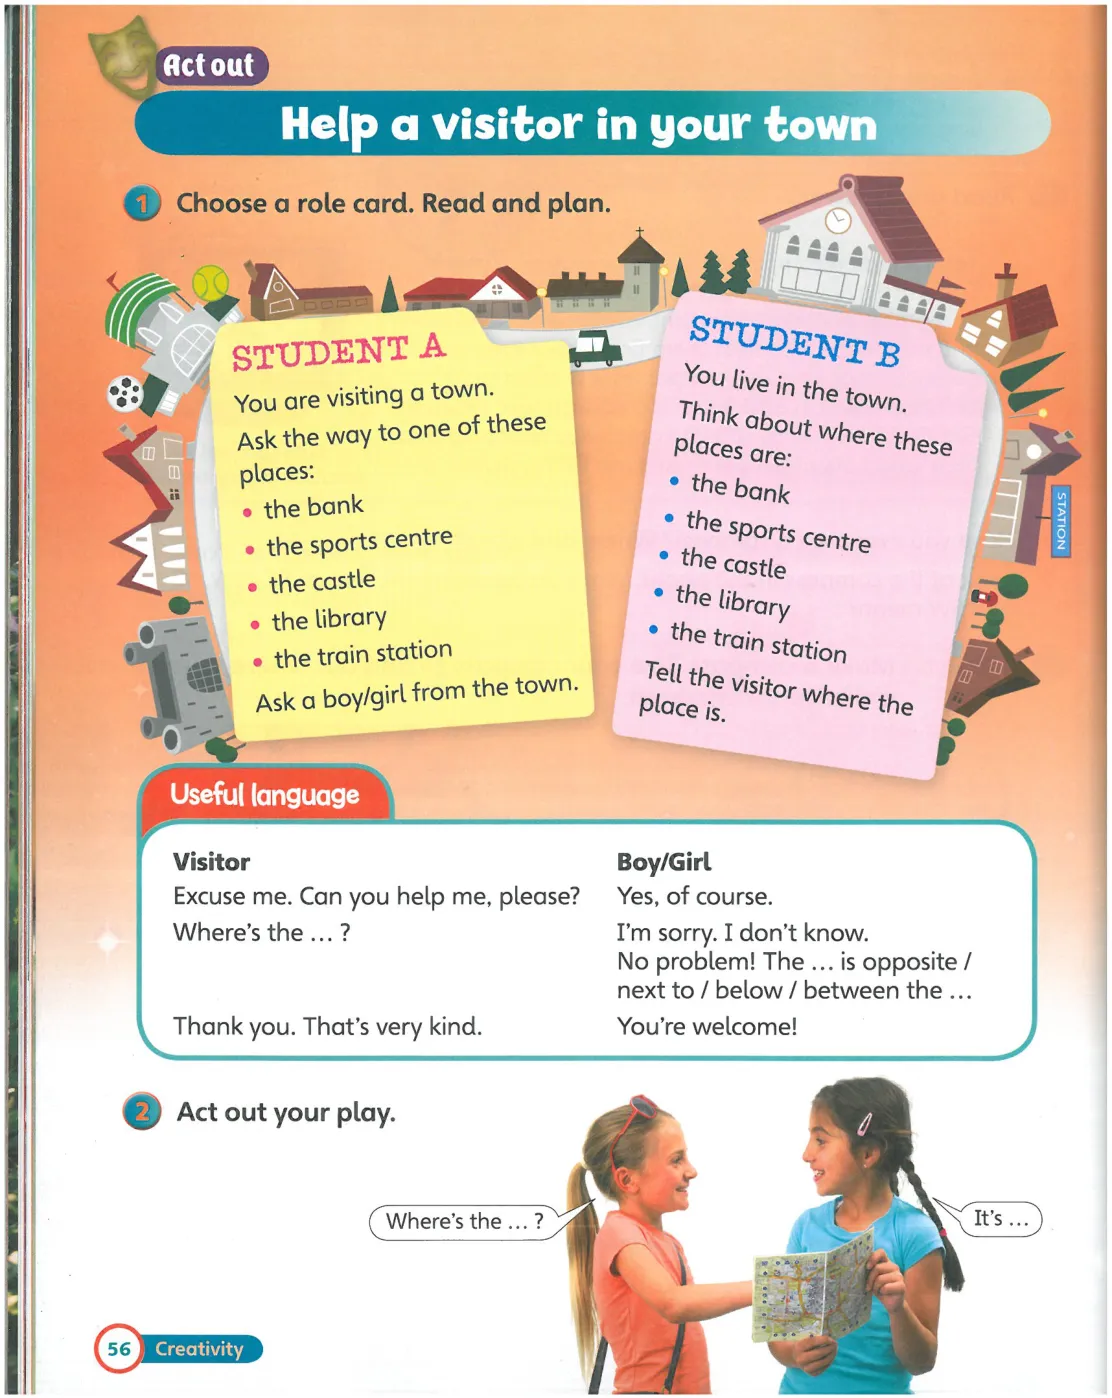 Act out
Help a visitor in your town
1 Choose a role card. Read and plan.
STUDENT A
You are visiting a town.
Ask the way to one of these
places:
• the bank
• the sports centre
• the castle
• the library
• the train station
Ask a boy/girl from the town.
STUDENT B
You live in the town.
Think about where these
places are:
• the bank
• the sports centre
• the castle
• the library
• the train station
Tell the visitor where the
place is.
STATION
Useful language
Visitor
Excuse me. Can you help me, please?
Where's the ... ?
Thank you. That's very kind.
Boy/Girl
Yes, of course.
I'm sorry. I don't know.
No problem! The ... is opposite /
next to / below / between the ...
You're welcome!
2 Act out your play.
Where's the ... ?
It's ...
56 Creativity